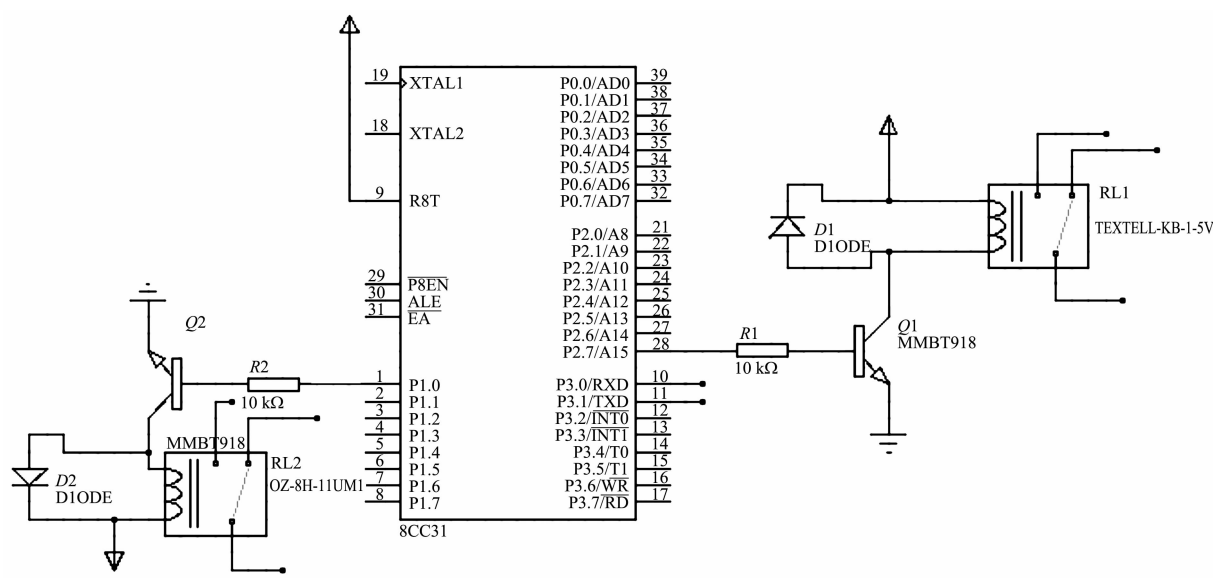 19 XTAL1 P0.0/AD0 39
P0.1/AD1 38
P0.2/AD2 37
18 XTAL2 P0.3/AD3 36
P0.4/AD4 35
P0.5/AD5 34
P0.6/AD6 33
9 R8T P0.7/AD7 32
RL1
TEXTELL-KB-1-5V
D1
D1ODE
P2.0/A8 21
P2.1/A9 22
P2.2/A10 23
29 P8EN P2.3/A11 24
30 ALE P2.4/A12 25
31 EA P2.5/A13 26
P2.6/A14 27
P2.7/A15 28
Q2
R1
10 kΩ
Q1
MMBT918
R2
10 kΩ
1 P1.0 P3.0/RXD 10
2 P1.1 P3.1/TXD 11
3 P1.2 P3.2/INT0 12
4 P1.3 P3.3/INT1 13
5 P1.4 P3.4/T0 14
6 P1.5 P3.5/T1 15
7 P1.6 P3.6/WR 16
8 P1.7 P3.7/RD 17
MMBT918
RL2
OZ-8H-11UM1
D2
D1ODE
8CC31